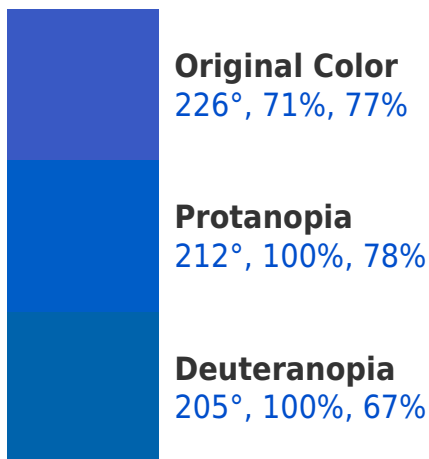 Original Color
226°, 71%, 77%
Protanopia
212°, 100%, 78%
Deuteranopia
205°, 100%, 67%